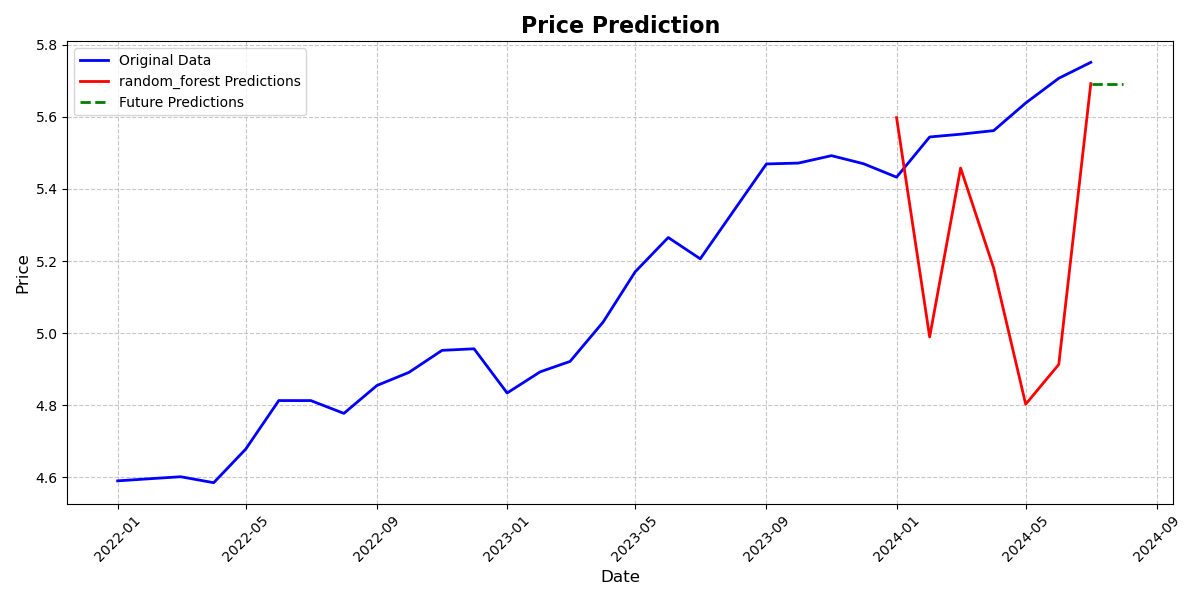 Price Prediction
Original Data
random_forest Predictions
Future Predictions
Price
5.8
5.6
5.4
5.2
5.0
4.8
4.6
2022-01
2022-05
2022-09
2023-01
2023-05
2023-09
2024-01
2024-05
2024-09
Date